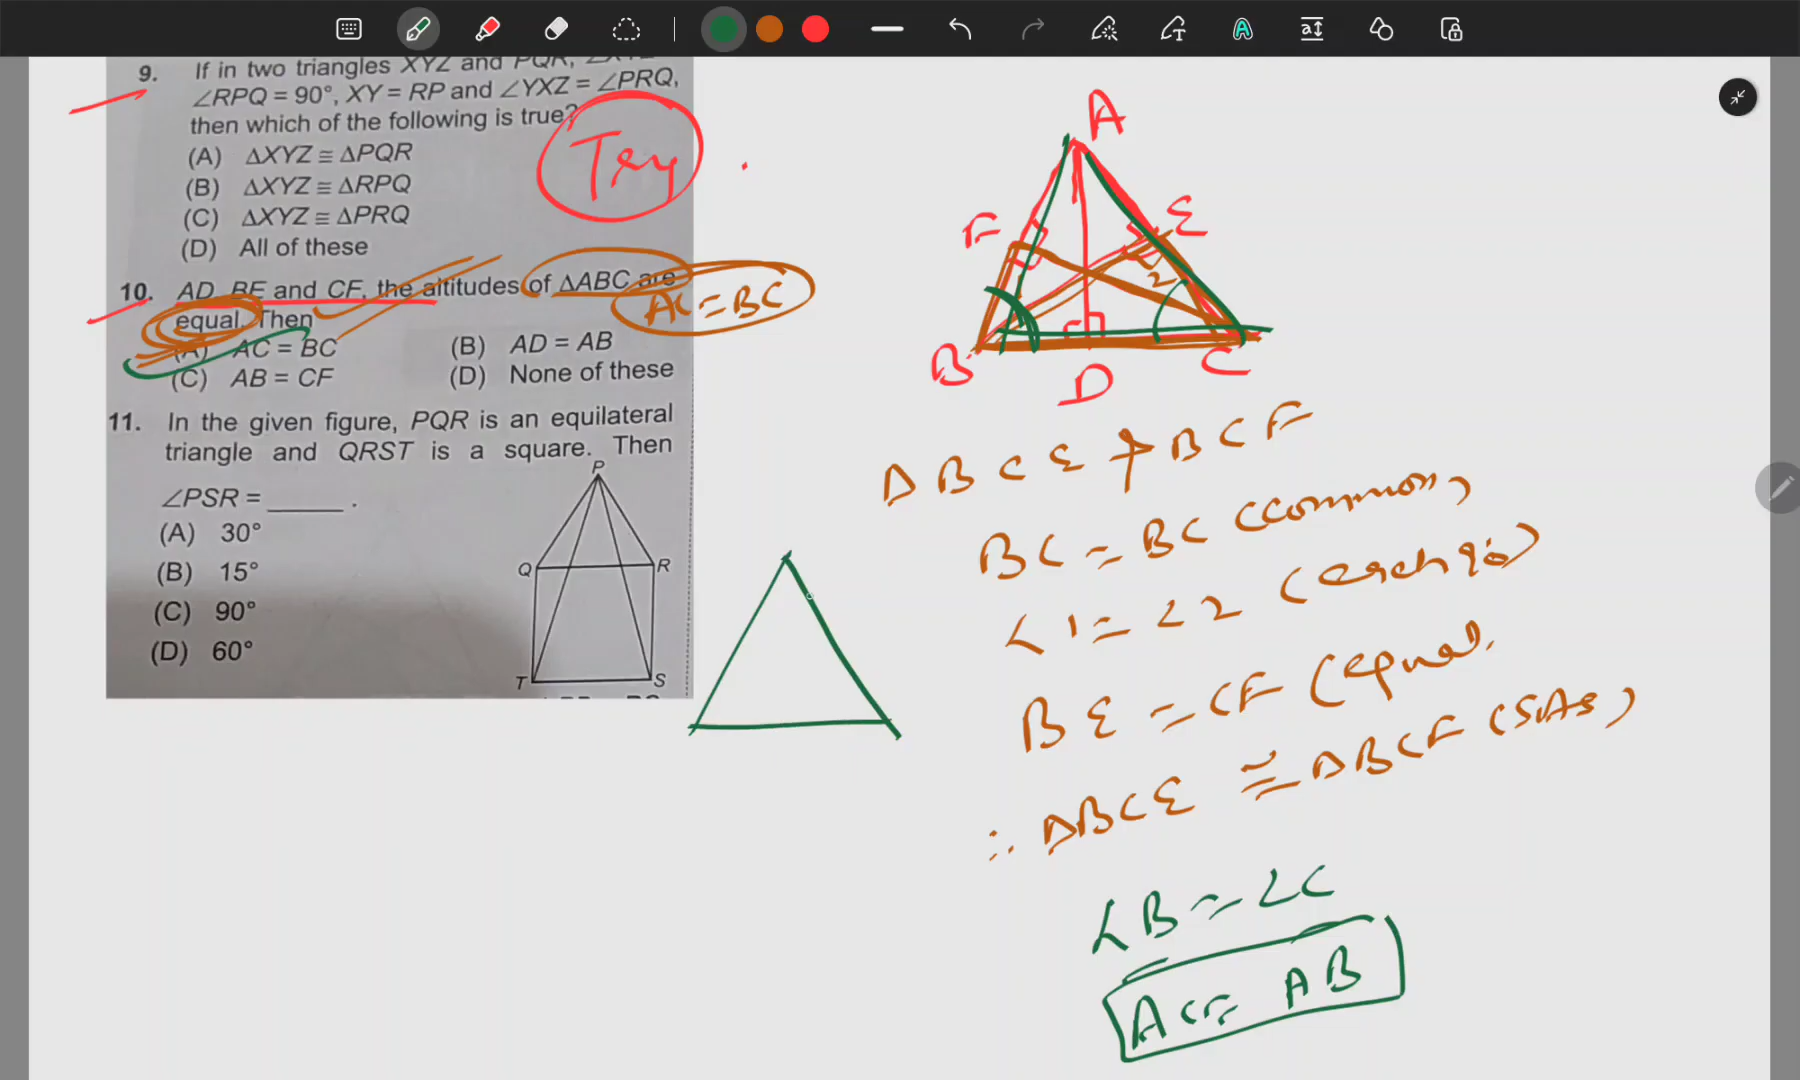 9. If in two triangles XYZ and PQR,
∠RPQ = 90°, XY = RP and ∠YXZ = ∠PRQ,
then which of the following is true?
(A) ΔXYZ ≅ ΔPQR
(B) ΔXYZ ≅ ΔRPQ
(C) ΔXYZ ≅ ΔPRQ
(D) All of these
Try
10. AD, BE and CF, the altitudes of ΔABC are
equal. Then
AC = BC
(A) AC = BC (B) AD = AB
(C) AB = CF (D) None of these
11. In the given figure, PQR is an equilateral
triangle and QRST is a square. Then
∠PSR = ______ .
(A) 30°
(B) 15°
(C) 90°
(D) 60°
P
Q R
T S
A
F E
2
B D C
Δ BCE & BCF
BC = BC (common)
∠1 = ∠2 (each 90)
BE = CF (equal.
∴ ΔBCE ≅ ΔBCF (SAS)
∠B = ∠C
AC = AB